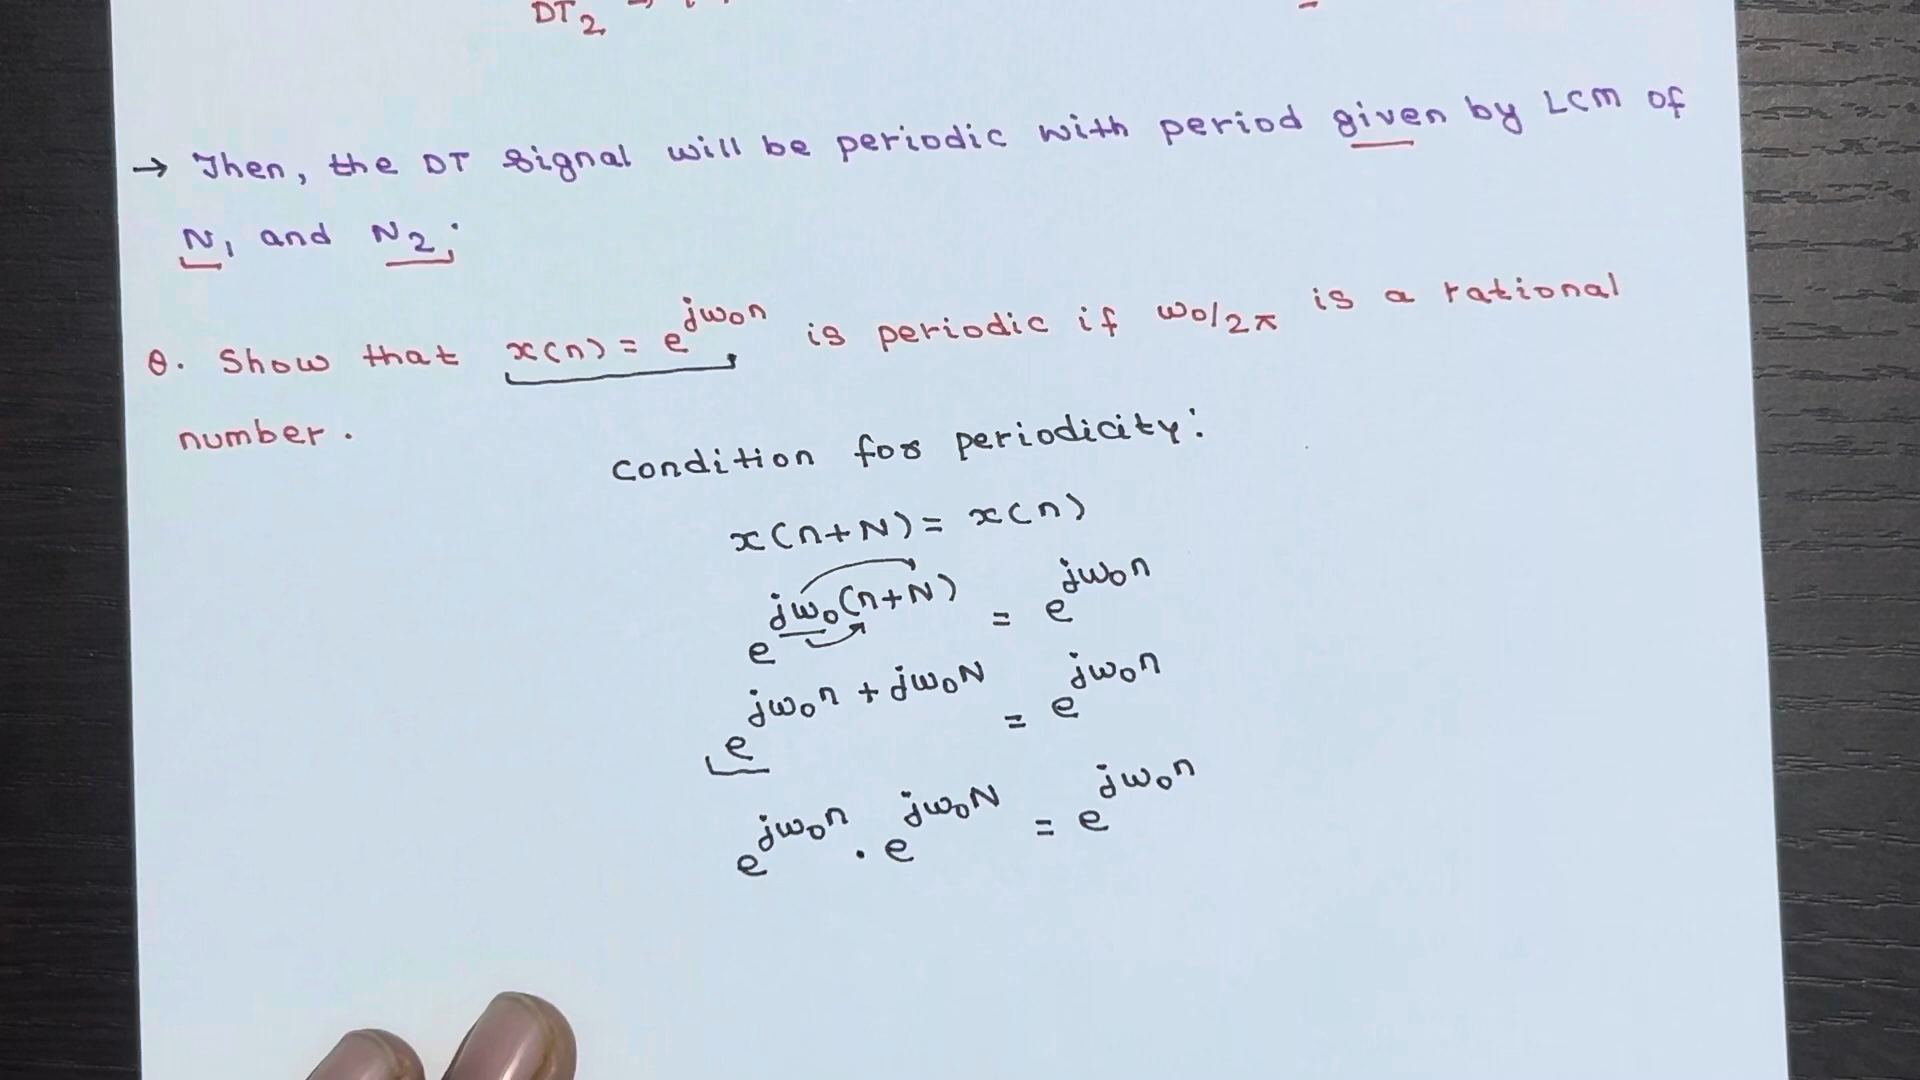 DT2
→ Then, the DT signal will be periodic with period given by LCM of
N1 and N2.
Q. Show that x(n) = e^jω0n is periodic if ω0/2π is a rational
number.
Condition for periodicity:
x(n+N) = x(n)
e^jω0(n+N) = e^jω0n
e^jω0n + jω0N = e^jω0n
e^jω0n . e^jω0N = e^jω0n